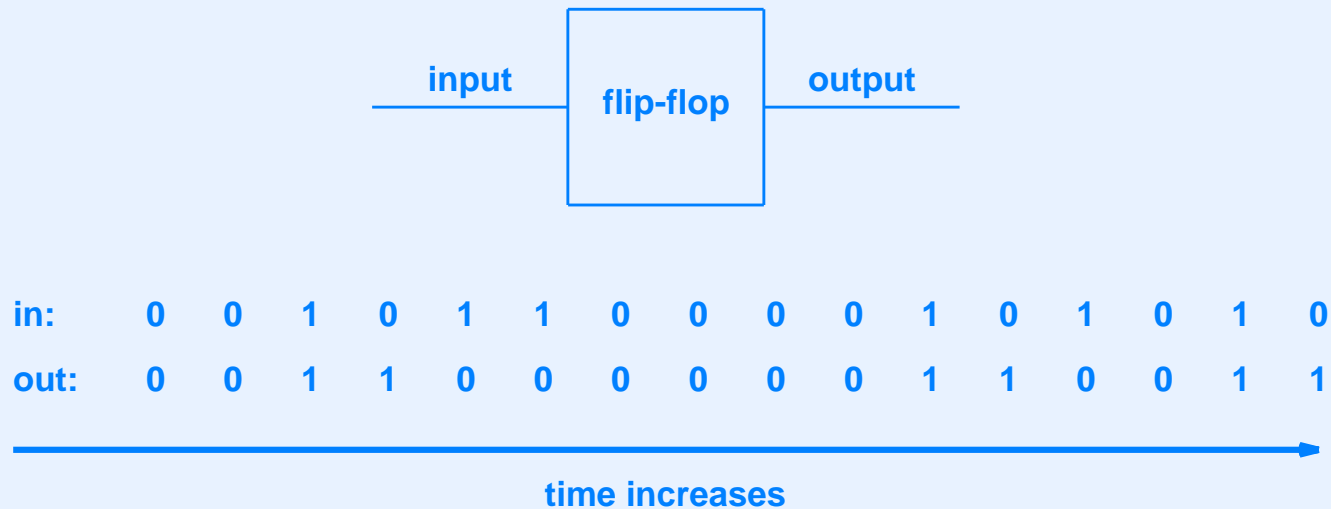 input
output
flip-flop
in: 0 0 1 0 1 1 0 0 0 0 1 0 1 0 1 0
out: 0 0 1 1 0 0 0 0 0 0 1 1 0 0 1 1
time increases